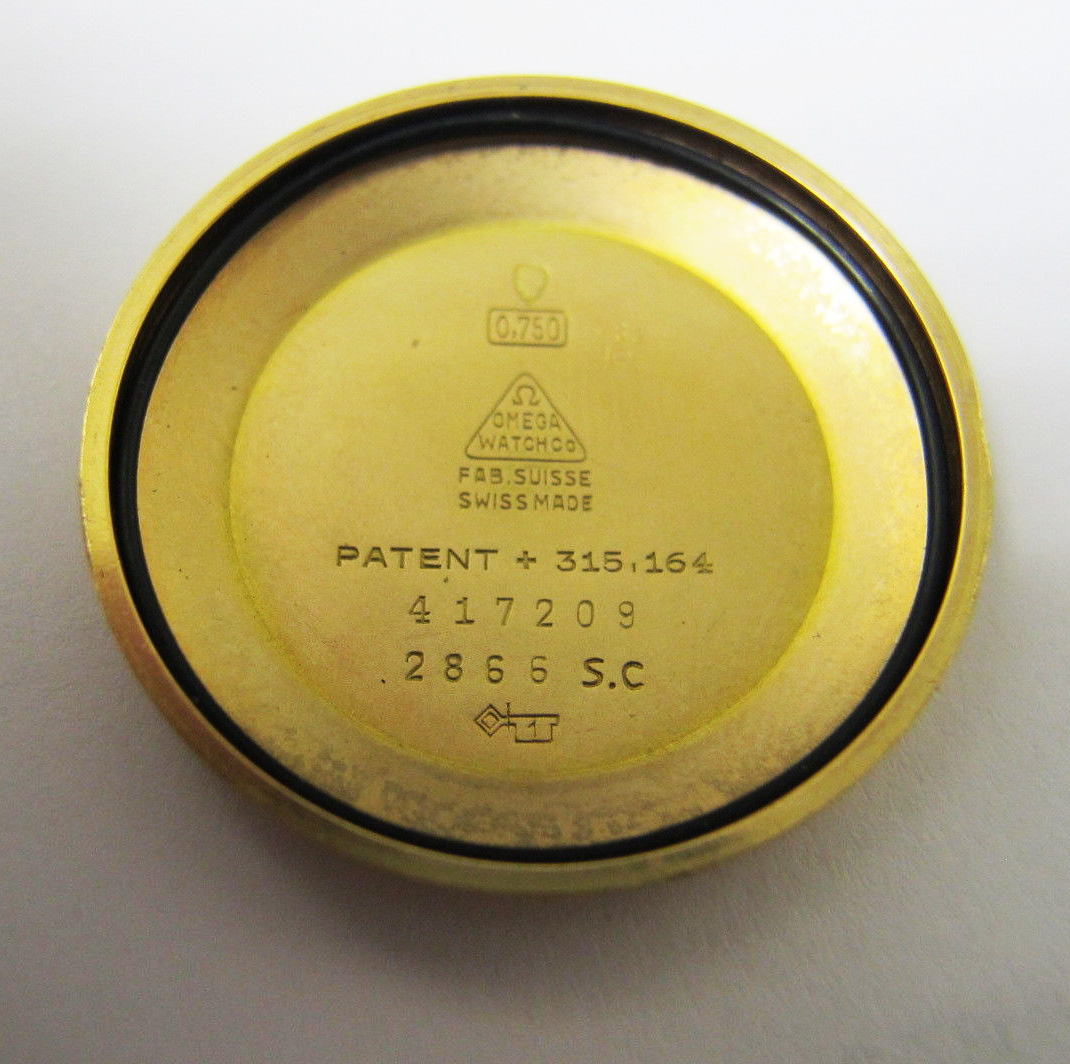 0.750
Ω
OMEGA
WATCH Co
FAB. SUISSE
SWISS MADE
PATENT + 315.164
417209
2866 S.C
1